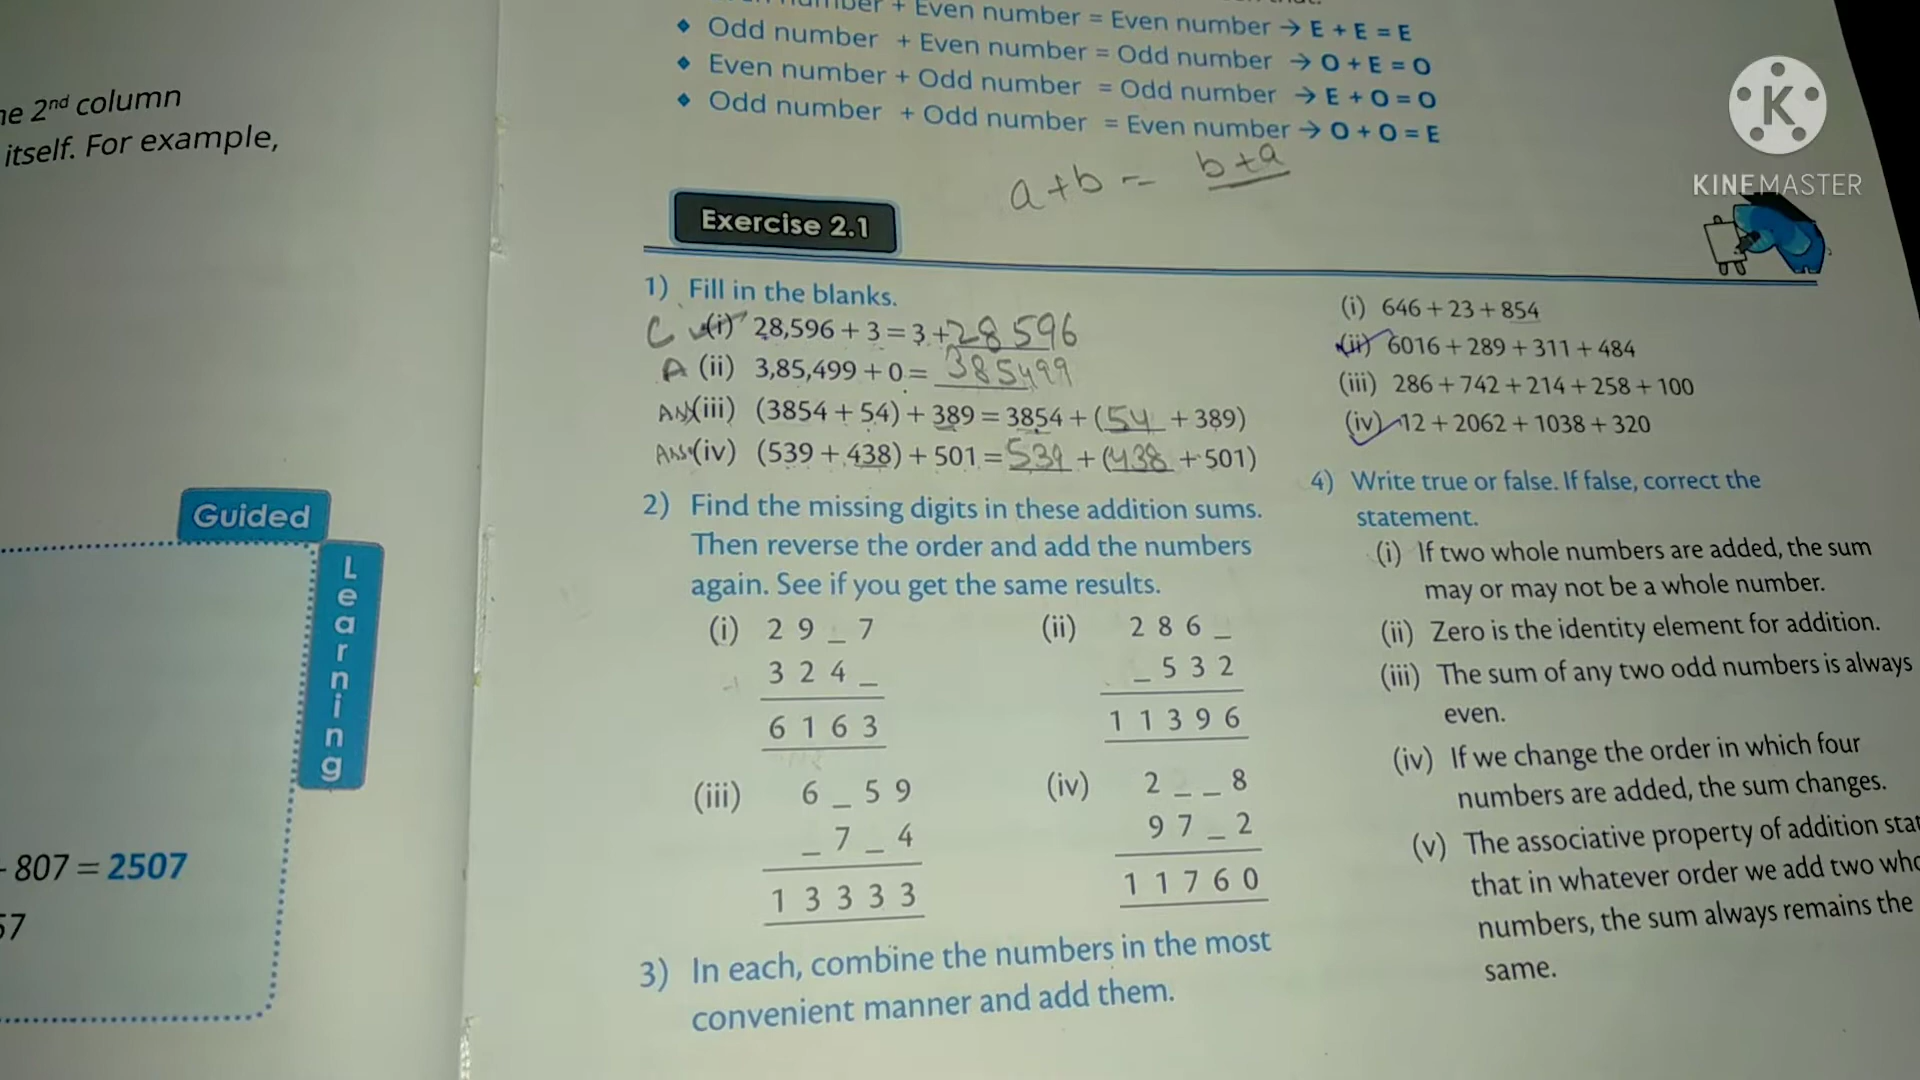 he 2nd column
itself. For example,
Guided
Learning
- 807 = 2507
57
number + Even number = Even number → E + E = E
◆ Odd number + Even number = Odd number → O + E = O
◆ Even number + Odd number = Odd number → E + O = O
◆ Odd number + Odd number = Even number → O + O = E
a + b = b + a
KINEMASTER
Exercise 2.1
1) Fill in the blanks.
C (i) 28,596 + 3 = 3 + 28596
A (ii) 3,85,499 + 0 = 385499
Ans (iii) (3854 + 54) + 389 = 3854 + (54 + 389)
Ans (iv) (539 + 438) + 501 = 539 + (438 + 501)
2) Find the missing digits in these addition sums.
Then reverse the order and add the numbers
again. See if you get the same results.
(i) 2 9 _ 7
3 2 4 _
6 1 6 3
(ii) 2 8 6 _
_ 5 3 2
1 1 3 9 6
(iii) 6 _ 5 9
_ 7 _ 4
1 3 3 3 3
(iv) 2 _ _ 8
9 7 _ 2
1 1 7 6 0
3) In each, combine the numbers in the most
convenient manner and add them.
(i) 646 + 23 + 854
(ii) 6016 + 289 + 311 + 484
(iii) 286 + 742 + 214 + 258 + 100
(iv) 12 + 2062 + 1038 + 320
4) Write true or false. If false, correct the
statement.
(i) If two whole numbers are added, the sum
may or may not be a whole number.
(ii) Zero is the identity element for addition.
(iii) The sum of any two odd numbers is always
even.
(iv) If we change the order in which four
numbers are added, the sum changes.
(v) The associative property of addition stat
that in whatever order we add two who
numbers, the sum always remains the
same.